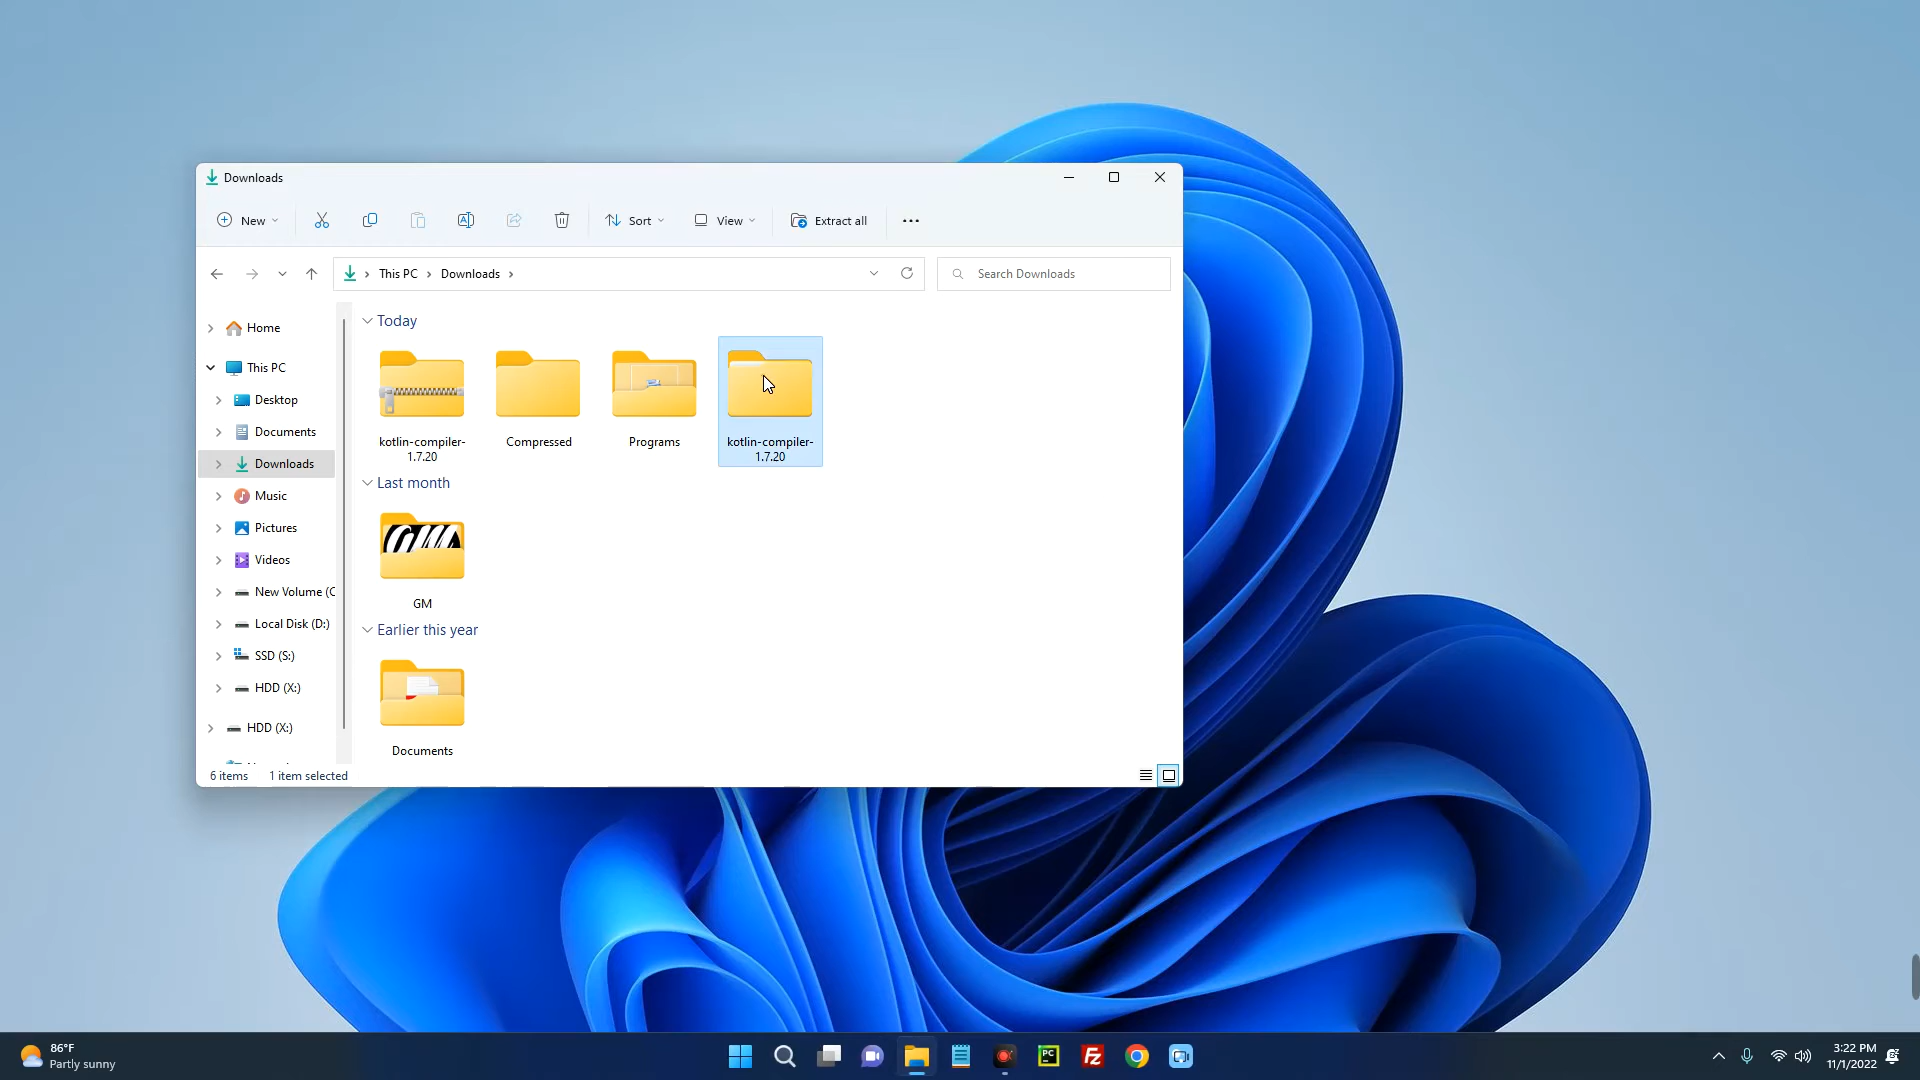 Downloads
New
Sort
View
Extract all
This PC
Downloads
Search Downloads
Home
This PC
Desktop
Documents
Downloads
Music
Pictures
Videos
New Volume (C
Local Disk (D:)
SSD (S:)
HDD (X:)
HDD (X:)
Today
kotlin-compiler-
1.7.20
Compressed
Programs
kotlin-compiler-
1.7.20
Last month
GM
Earlier this year
Documents
6 items
1 item selected
86°F
Partly sunny
PC
FZ
3:22 PM
11/1/2022